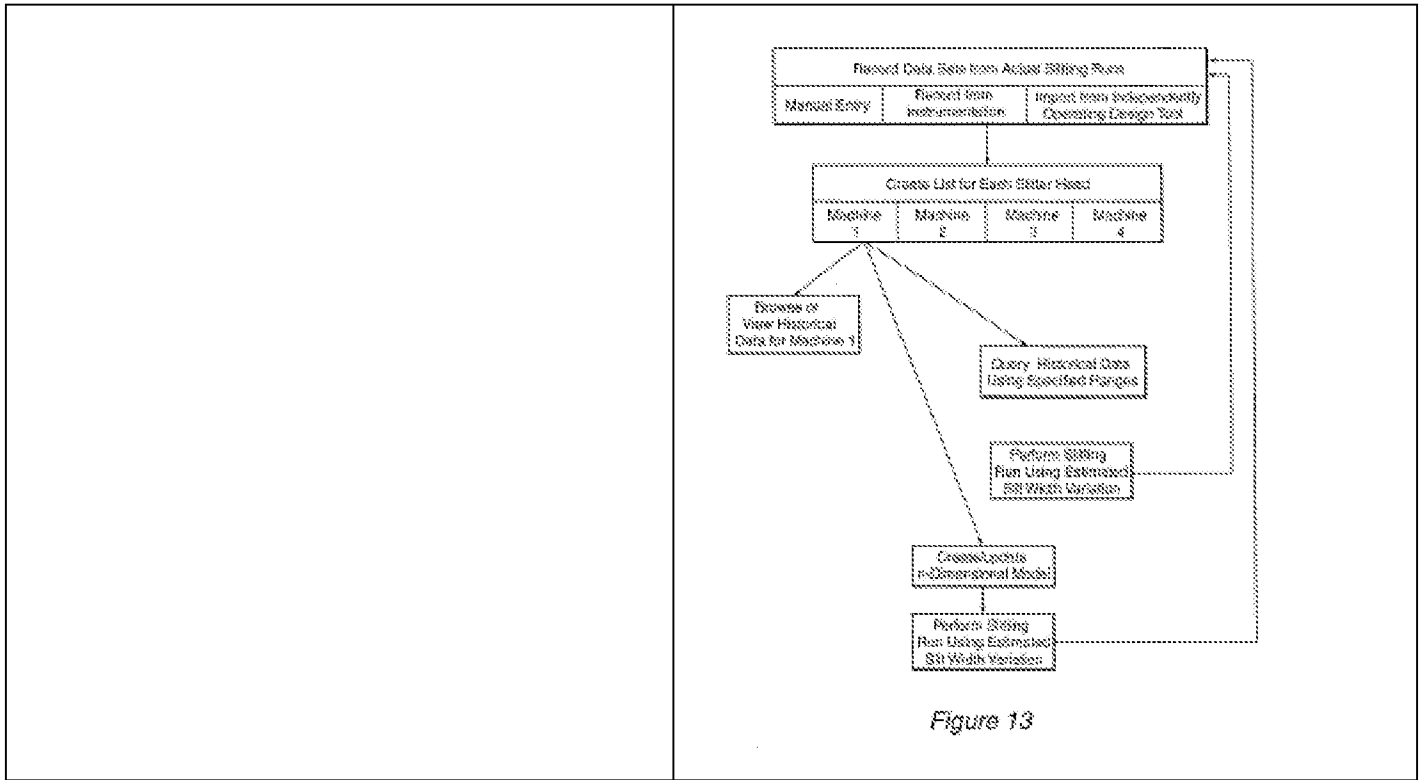 Record Data Sets from Actual Slitting Runs
Manual Entry
Record from
Instrumentation
Import from Independently
Operating Design Tool
Create List for Each Slitter Head
Machine
1
Machine
2
Machine
3
Machine
4
Browse or
View Historical
Data for Machine 1
Query Historical Data
Using Specified Ranges
Perform Slitting
Run Using Estimated
Slit Width Variation
Create/Update
n-Dimensional Model
Perform Slitting
Run Using Estimated
Slit Width Variation
Figure 13